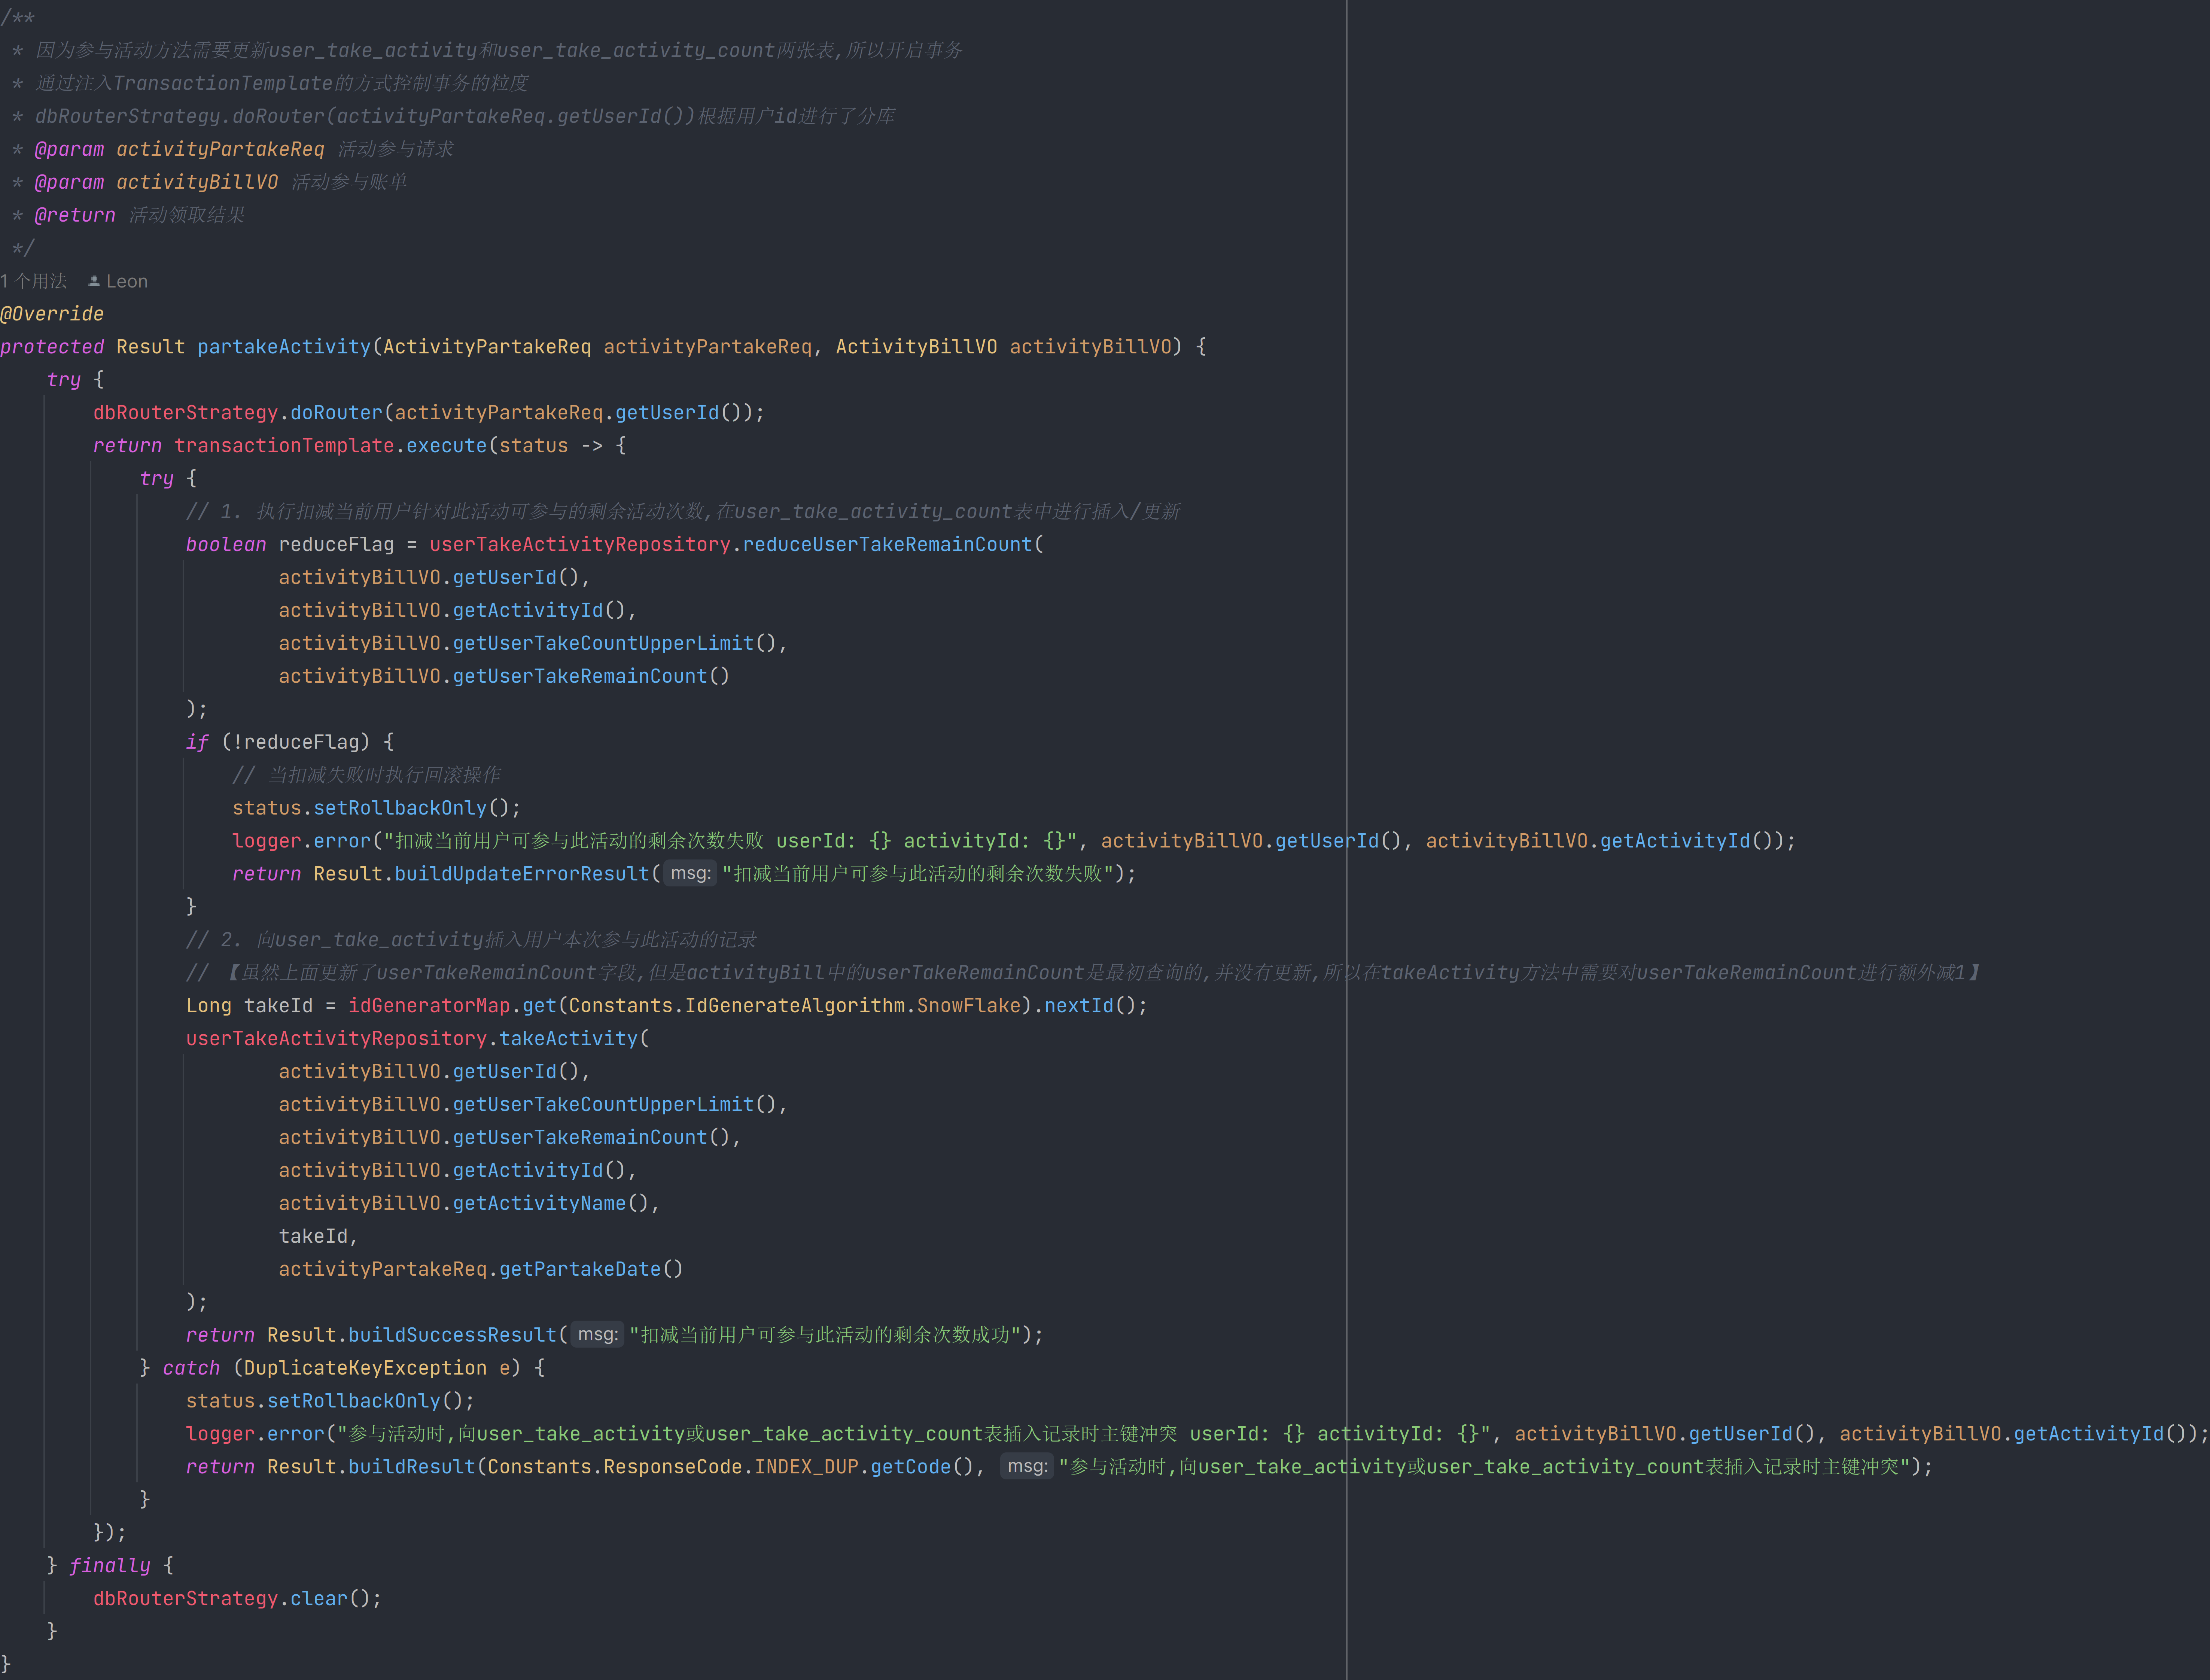 /**
 * 因为参与活动方法需要更新user_take_activity和user_take_activity_count两张表,所以开启事务
 * 通过注入TransactionTemplate的方式控制事务的粒度
 * dbRouterStrategy.doRouter(activityPartakeReq.getUserId())根据用户id进行了分库
 * @param activityPartakeReq 活动参与请求
 * @param activityBillVO 活动参与账单
 * @return 活动领取结果
 */
1 个用法 Leon
@Override
protected Result partakeActivity(ActivityPartakeReq activityPartakeReq, ActivityBillVO activityBillVO) {
    try {
        dbRouterStrategy.doRouter(activityPartakeReq.getUserId());
        return transactionTemplate.execute(status -> {
            try {
                // 1. 执行扣减当前用户针对此活动可参与的剩余活动次数,在user_take_activity_count表中进行插入/更新
                boolean reduceFlag = userTakeActivityRepository.reduceUserTakeRemainCount(
                        activityBillVO.getUserId(),
                        activityBillVO.getActivityId(),
                        activityBillVO.getUserTakeCountUpperLimit(),
                        activityBillVO.getUserTakeRemainCount()
                );
                if (!reduceFlag) {
                    // 当扣减失败时执行回滚操作
                    status.setRollbackOnly();
                    logger.error("扣减当前用户可参与此活动的剩余次数失败 userId: {} activityId: {}", activityBillVO.getUserId(), activityBillVO.getActivityId());
                    return Result.buildUpdateErrorResult( msg: "扣减当前用户可参与此活动的剩余次数失败");
                }
                // 2. 向user_take_activity插入用户本次参与此活动的记录
                // 【虽然上面更新了userTakeRemainCount字段,但是activityBill中的userTakeRemainCount是最初查询的,并没有更新,所以在takeActivity方法中需要对userTakeRemainCount进行额外减1】
                Long takeId = idGeneratorMap.get(Constants.IdGenerateAlgorithm.SnowFlake).nextId();
                userTakeActivityRepository.takeActivity(
                        activityBillVO.getUserId(),
                        activityBillVO.getUserTakeCountUpperLimit(),
                        activityBillVO.getUserTakeRemainCount(),
                        activityBillVO.getActivityId(),
                        activityBillVO.getActivityName(),
                        takeId,
                        activityPartakeReq.getPartakeDate()
                );
                return Result.buildSuccessResult( msg: "扣减当前用户可参与此活动的剩余次数成功");
            } catch (DuplicateKeyException e) {
                status.setRollbackOnly();
                logger.error("参与活动时,向user_take_activity或user_take_activity_count表插入记录时主键冲突 userId: {} activityId: {}", activityBillVO.getUserId(), activityBillVO.getActivityId());
                return Result.buildResult(Constants.ResponseCode.INDEX_DUP.getCode(), msg: "参与活动时,向user_take_activity或user_take_activity_count表插入记录时主键冲突");
            }
        });
    } finally {
        dbRouterStrategy.clear();
    }
}